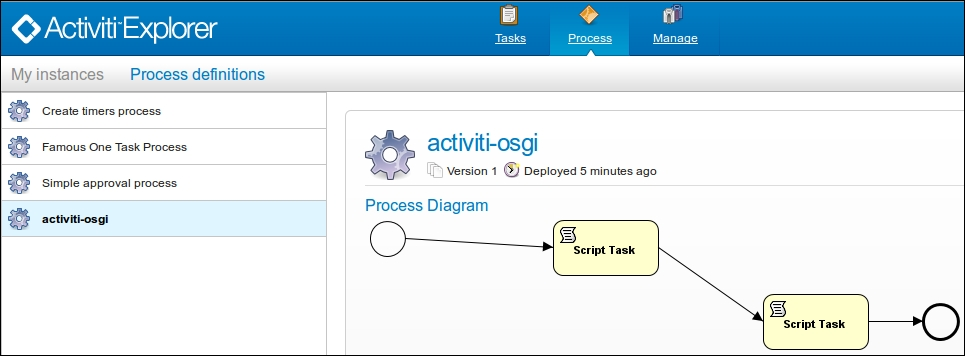 Activiti Explorer
Tasks
Process
Manage
My instances
Process definitions
Create timers process
Famous One Task Process
Simple approval process
activiti-osgi
activiti-osgi
Version 1
Deployed 5 minutes ago
Process Diagram
Script Task
Script Task